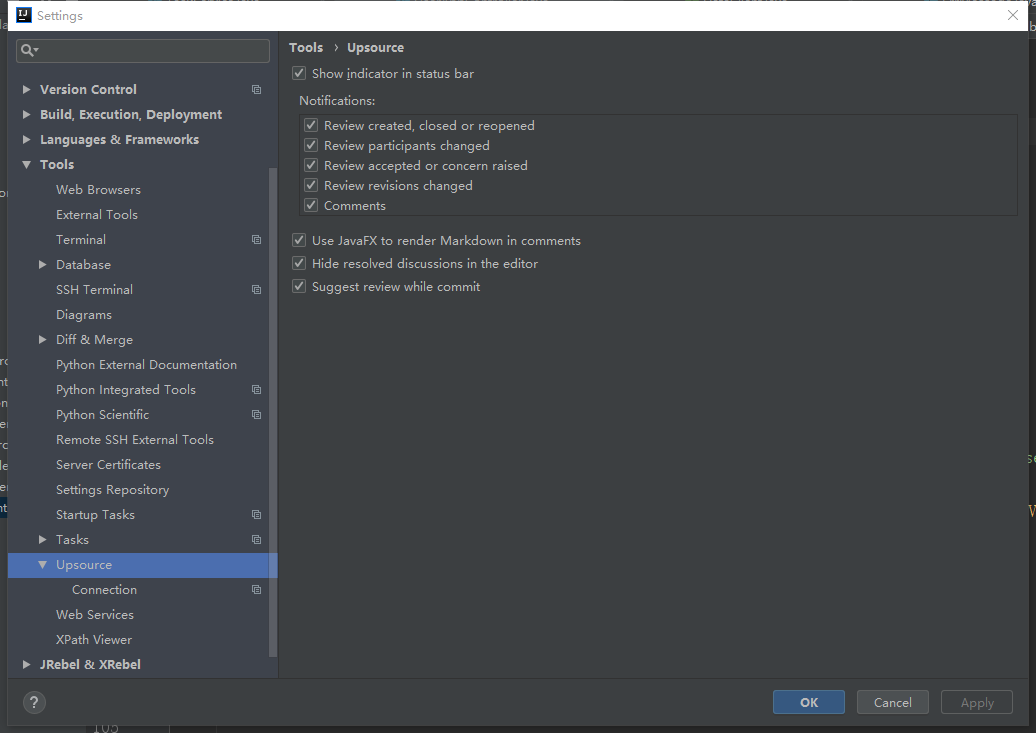 Settings
Tools › Upsource
Show indicator in status bar
Notifications:
Review created, closed or reopened
Review participants changed
Review accepted or concern raised
Review revisions changed
Comments
Use JavaFX to render Markdown in comments
Hide resolved discussions in the editor
Suggest review while commit
Version Control
Build, Execution, Deployment
Languages & Frameworks
Tools
Web Browsers
External Tools
Terminal
Database
SSH Terminal
Diagrams
Diff & Merge
Python External Documentation
Python Integrated Tools
Python Scientific
Remote SSH External Tools
Server Certificates
Settings Repository
Startup Tasks
Tasks
Upsource
Connection
Web Services
XPath Viewer
JRebel & XRebel
?
OK
Cancel
Apply
105